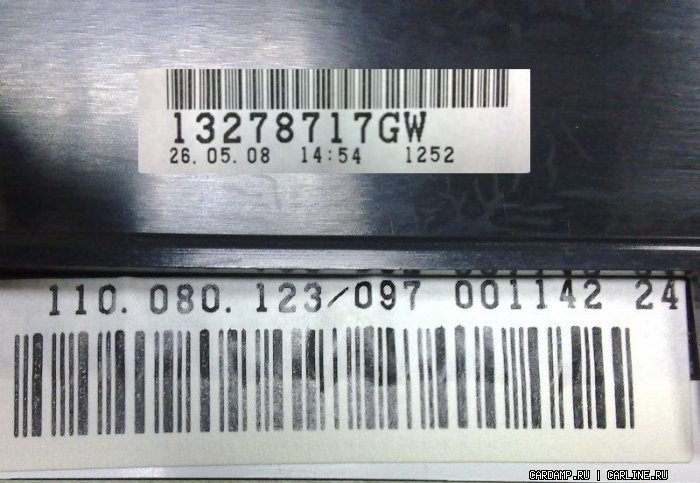 13278717GW
26.05.08 14:54 1252
110.080.123/097 001142 24
CARDAMP.RU | CARLINE.RU